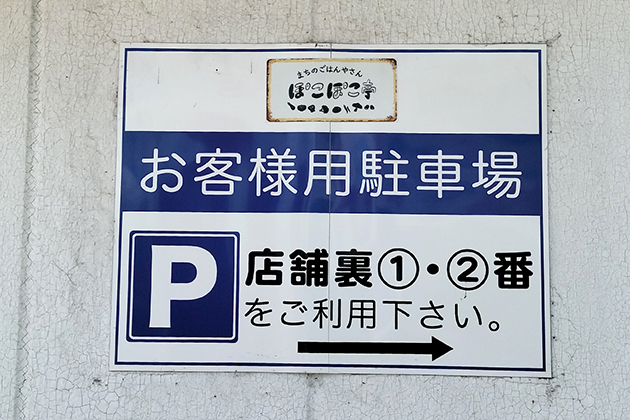 まちのごはんやさん
ぽこぽこ亭
お客様用駐車場
P
店舗裏①・②番
をご利用下さい。